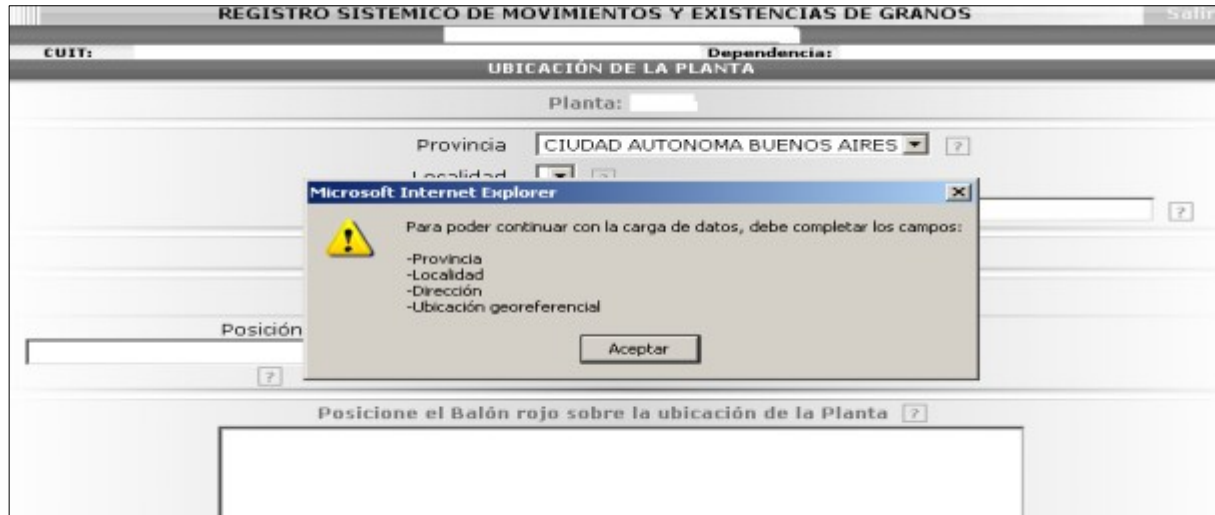 REGISTRO SISTEMICO DE MOVIMIENTOS Y EXISTENCIAS DE GRANOS Salir
CUIT: Dependencia:
UBICACIÓN DE LA PLANTA
Planta:
Provincia CIUDAD AUTONOMA BUENOS AIRES ?
Localidad ?
Microsoft Internet Explorer
?
Para poder continuar con la carga de datos, debe completar los campos:
-Provincia
-Localidad
-Dirección
-Ubicación georeferencial
Posición
Aceptar
?
Posicione el Balón rojo sobre la ubicación de la Planta ?